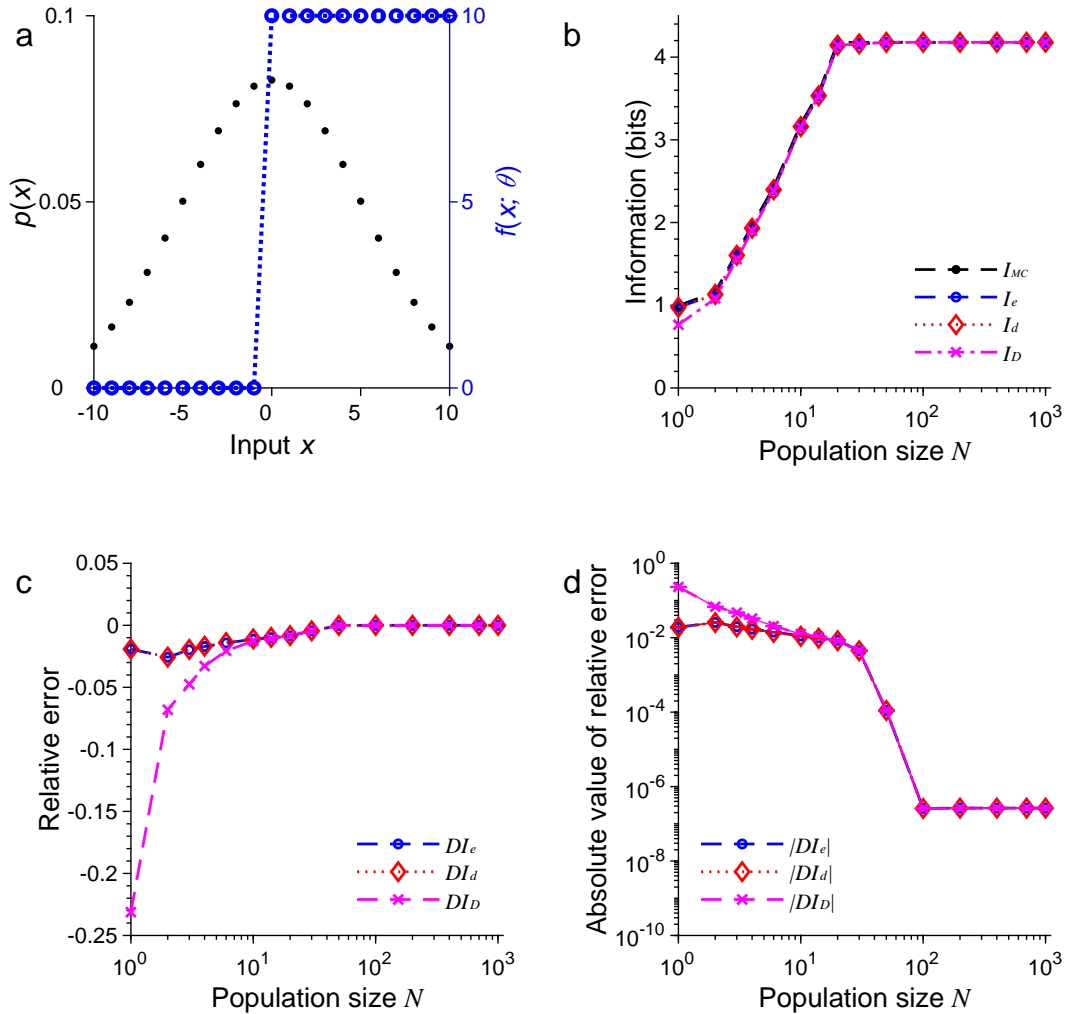 a
0.1
0.05
0
10
5
0
-10
-5
0
5
10
p(x)
f(x; θ)
Input x
b
4
3
2
1
0
10^0
10^1
10^2
10^3
Information (bits)
Population size N
I_MC
I_e
I_d
I_D
c
0.05
0
-0.05
-0.1
-0.15
-0.2
-0.25
10^0
10^1
10^2
10^3
Relative error
Population size N
DI_e
DI_d
DI_D
d
10^0
10^-2
10^-4
10^-6
10^-8
10^-10
10^0
10^1
10^2
10^3
Absolute value of relative error
Population size N
|DI_e|
|DI_d|
|DI_D|